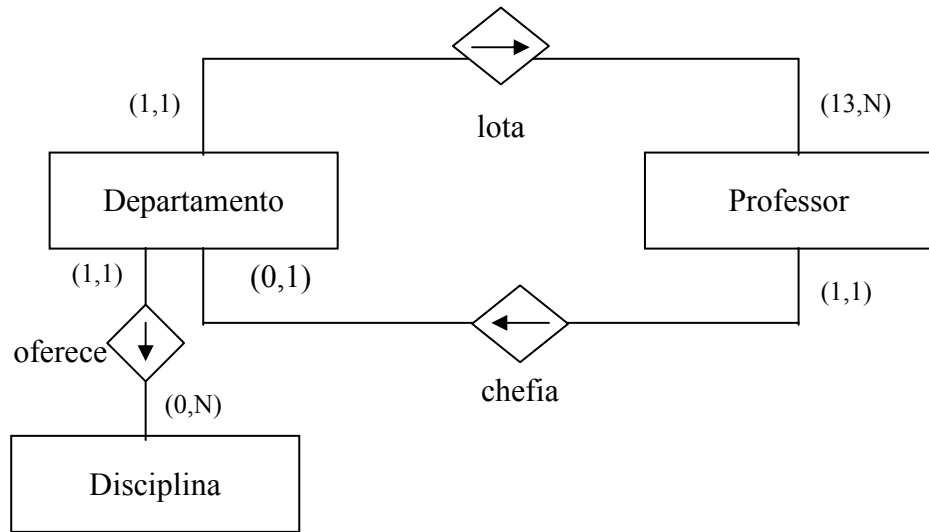 (1,1)
lota
(13,N)
Departamento
Professor
(1,1)
(0,1)
(1,1)
oferece
chefia
(0,N)
Disciplina